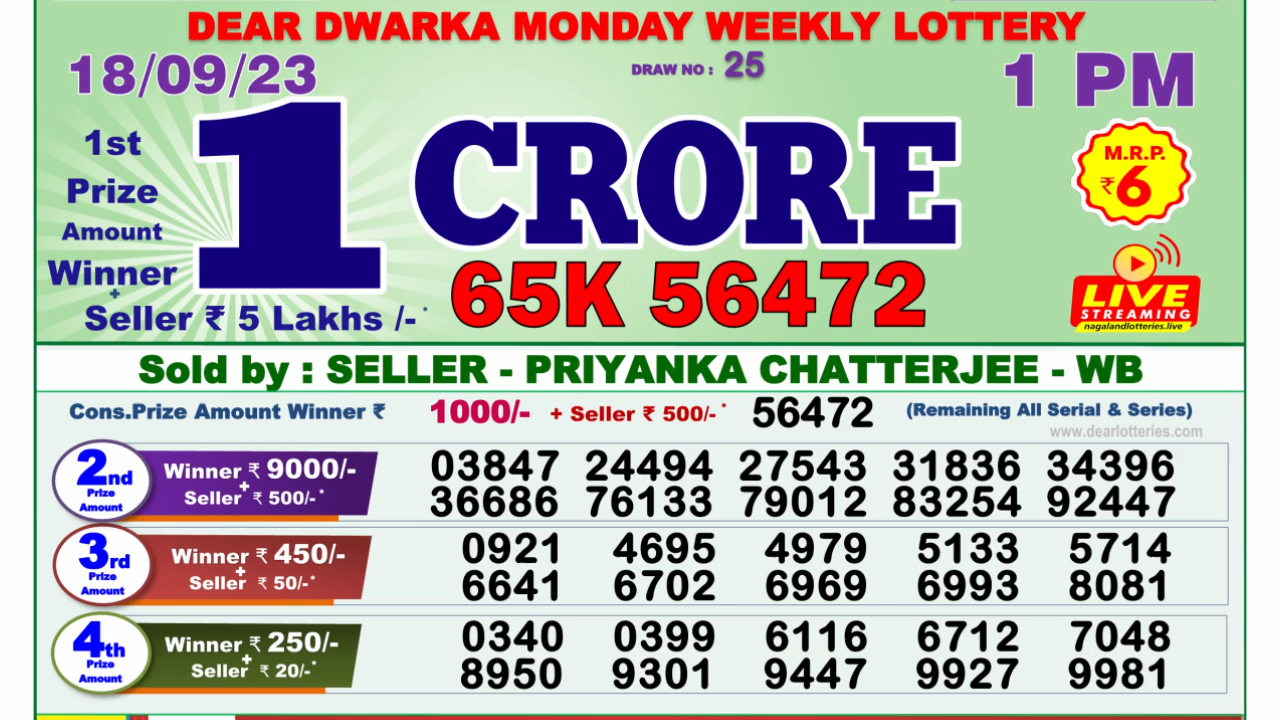 DEAR DWARKA MONDAY WEEKLY LOTTERY
18/09/23
DRAW NO : 25
1 PM
1st
Prize
Amount
Winner
+
Seller ₹ 5 Lakhs /-*
1 CRORE
65K 56472
M.R.P.
₹6
LIVE
STREAMING
nagalandlotteries.live
Sold by : SELLER - PRIYANKA CHATTERJEE - WB
Cons.Prize Amount Winner ₹ 1000/- + Seller ₹ 500/-* 56472 (Remaining All Serial & Series)
www.dearlotteries.com
2nd
Prize
Amount
Winner ₹ 9000/-
+
Seller ₹ 500/-*
03847 24494 27543 31836 34396
36686 76133 79012 83254 92447
3rd
Prize
Amount
Winner ₹ 450/-
+
Seller ₹ 50/-*
0921 4695 4979 5133 5714
6641 6702 6969 6993 8081
4th
Prize
Amount
Winner ₹ 250/-
+
Seller ₹ 20/-*
0340 0399 6116 6712 7048
8950 9301 9447 9927 9981